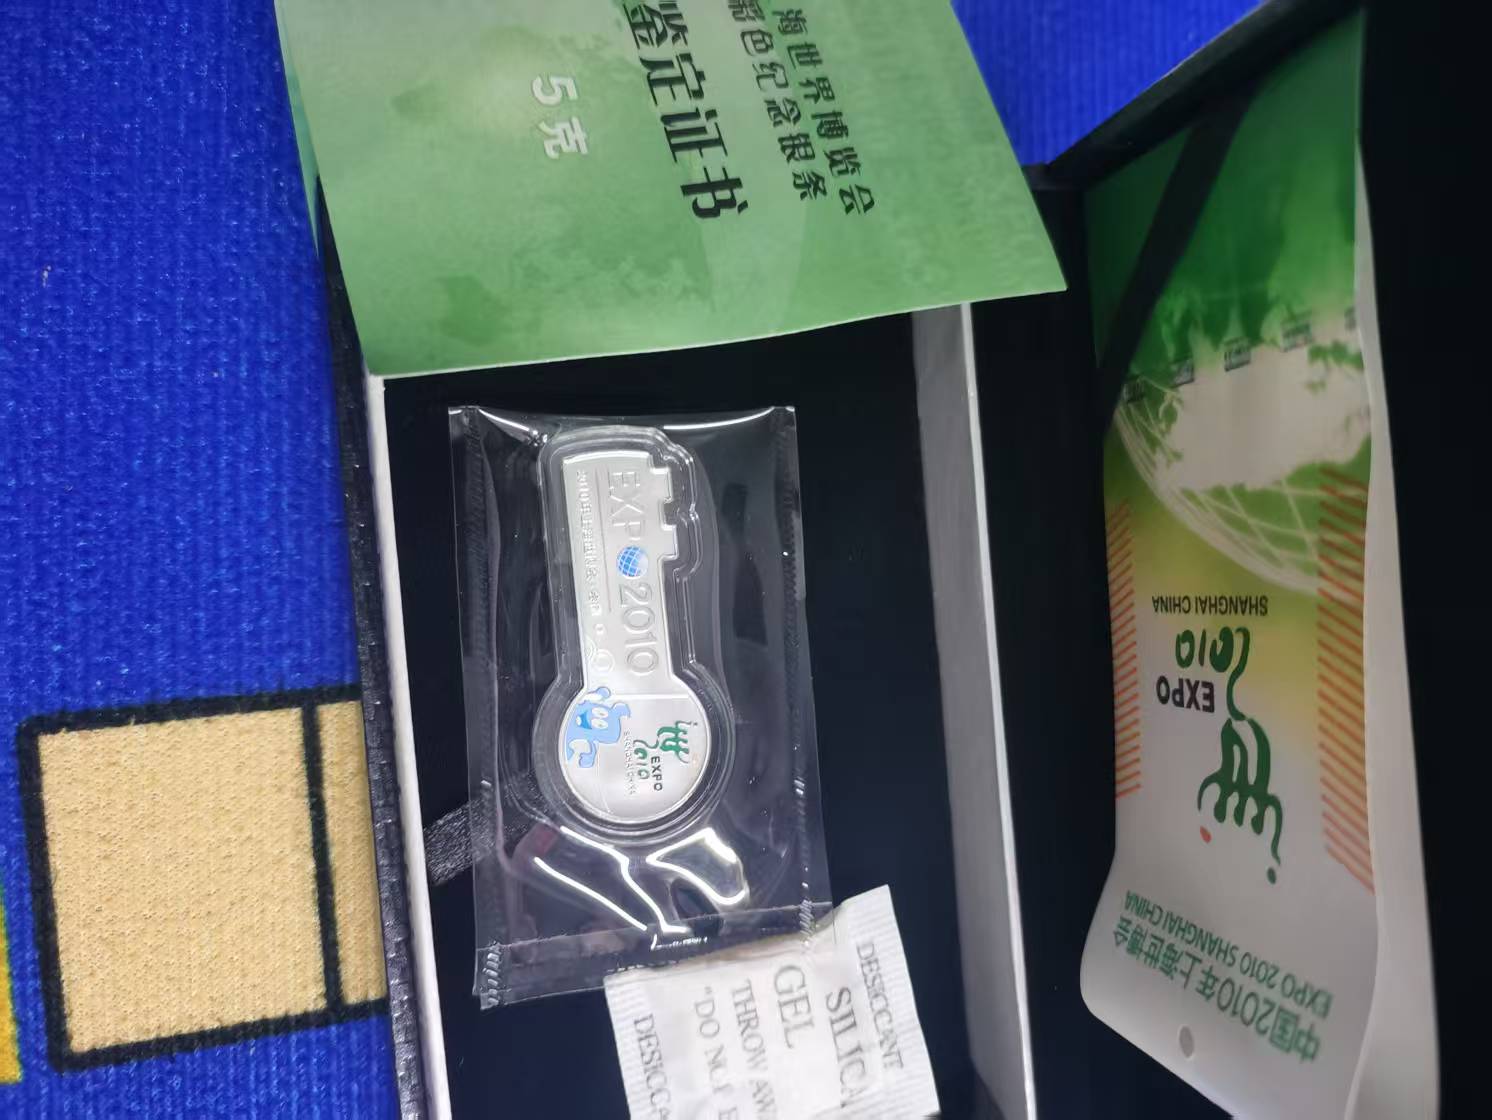 海世界博览会
彩色纪念银条
鉴定证书
5克
EXPO 2010
EXPO
2010
SHANGHAI CHINA
DESICCANT
SILICA
GEL
THROW AW
"DO NOT E
DESICCA
EXPO
2010
SHANGHAI CHINA
中国2010年上海世博会
EXPO 2010 SHANGHAI CHINA